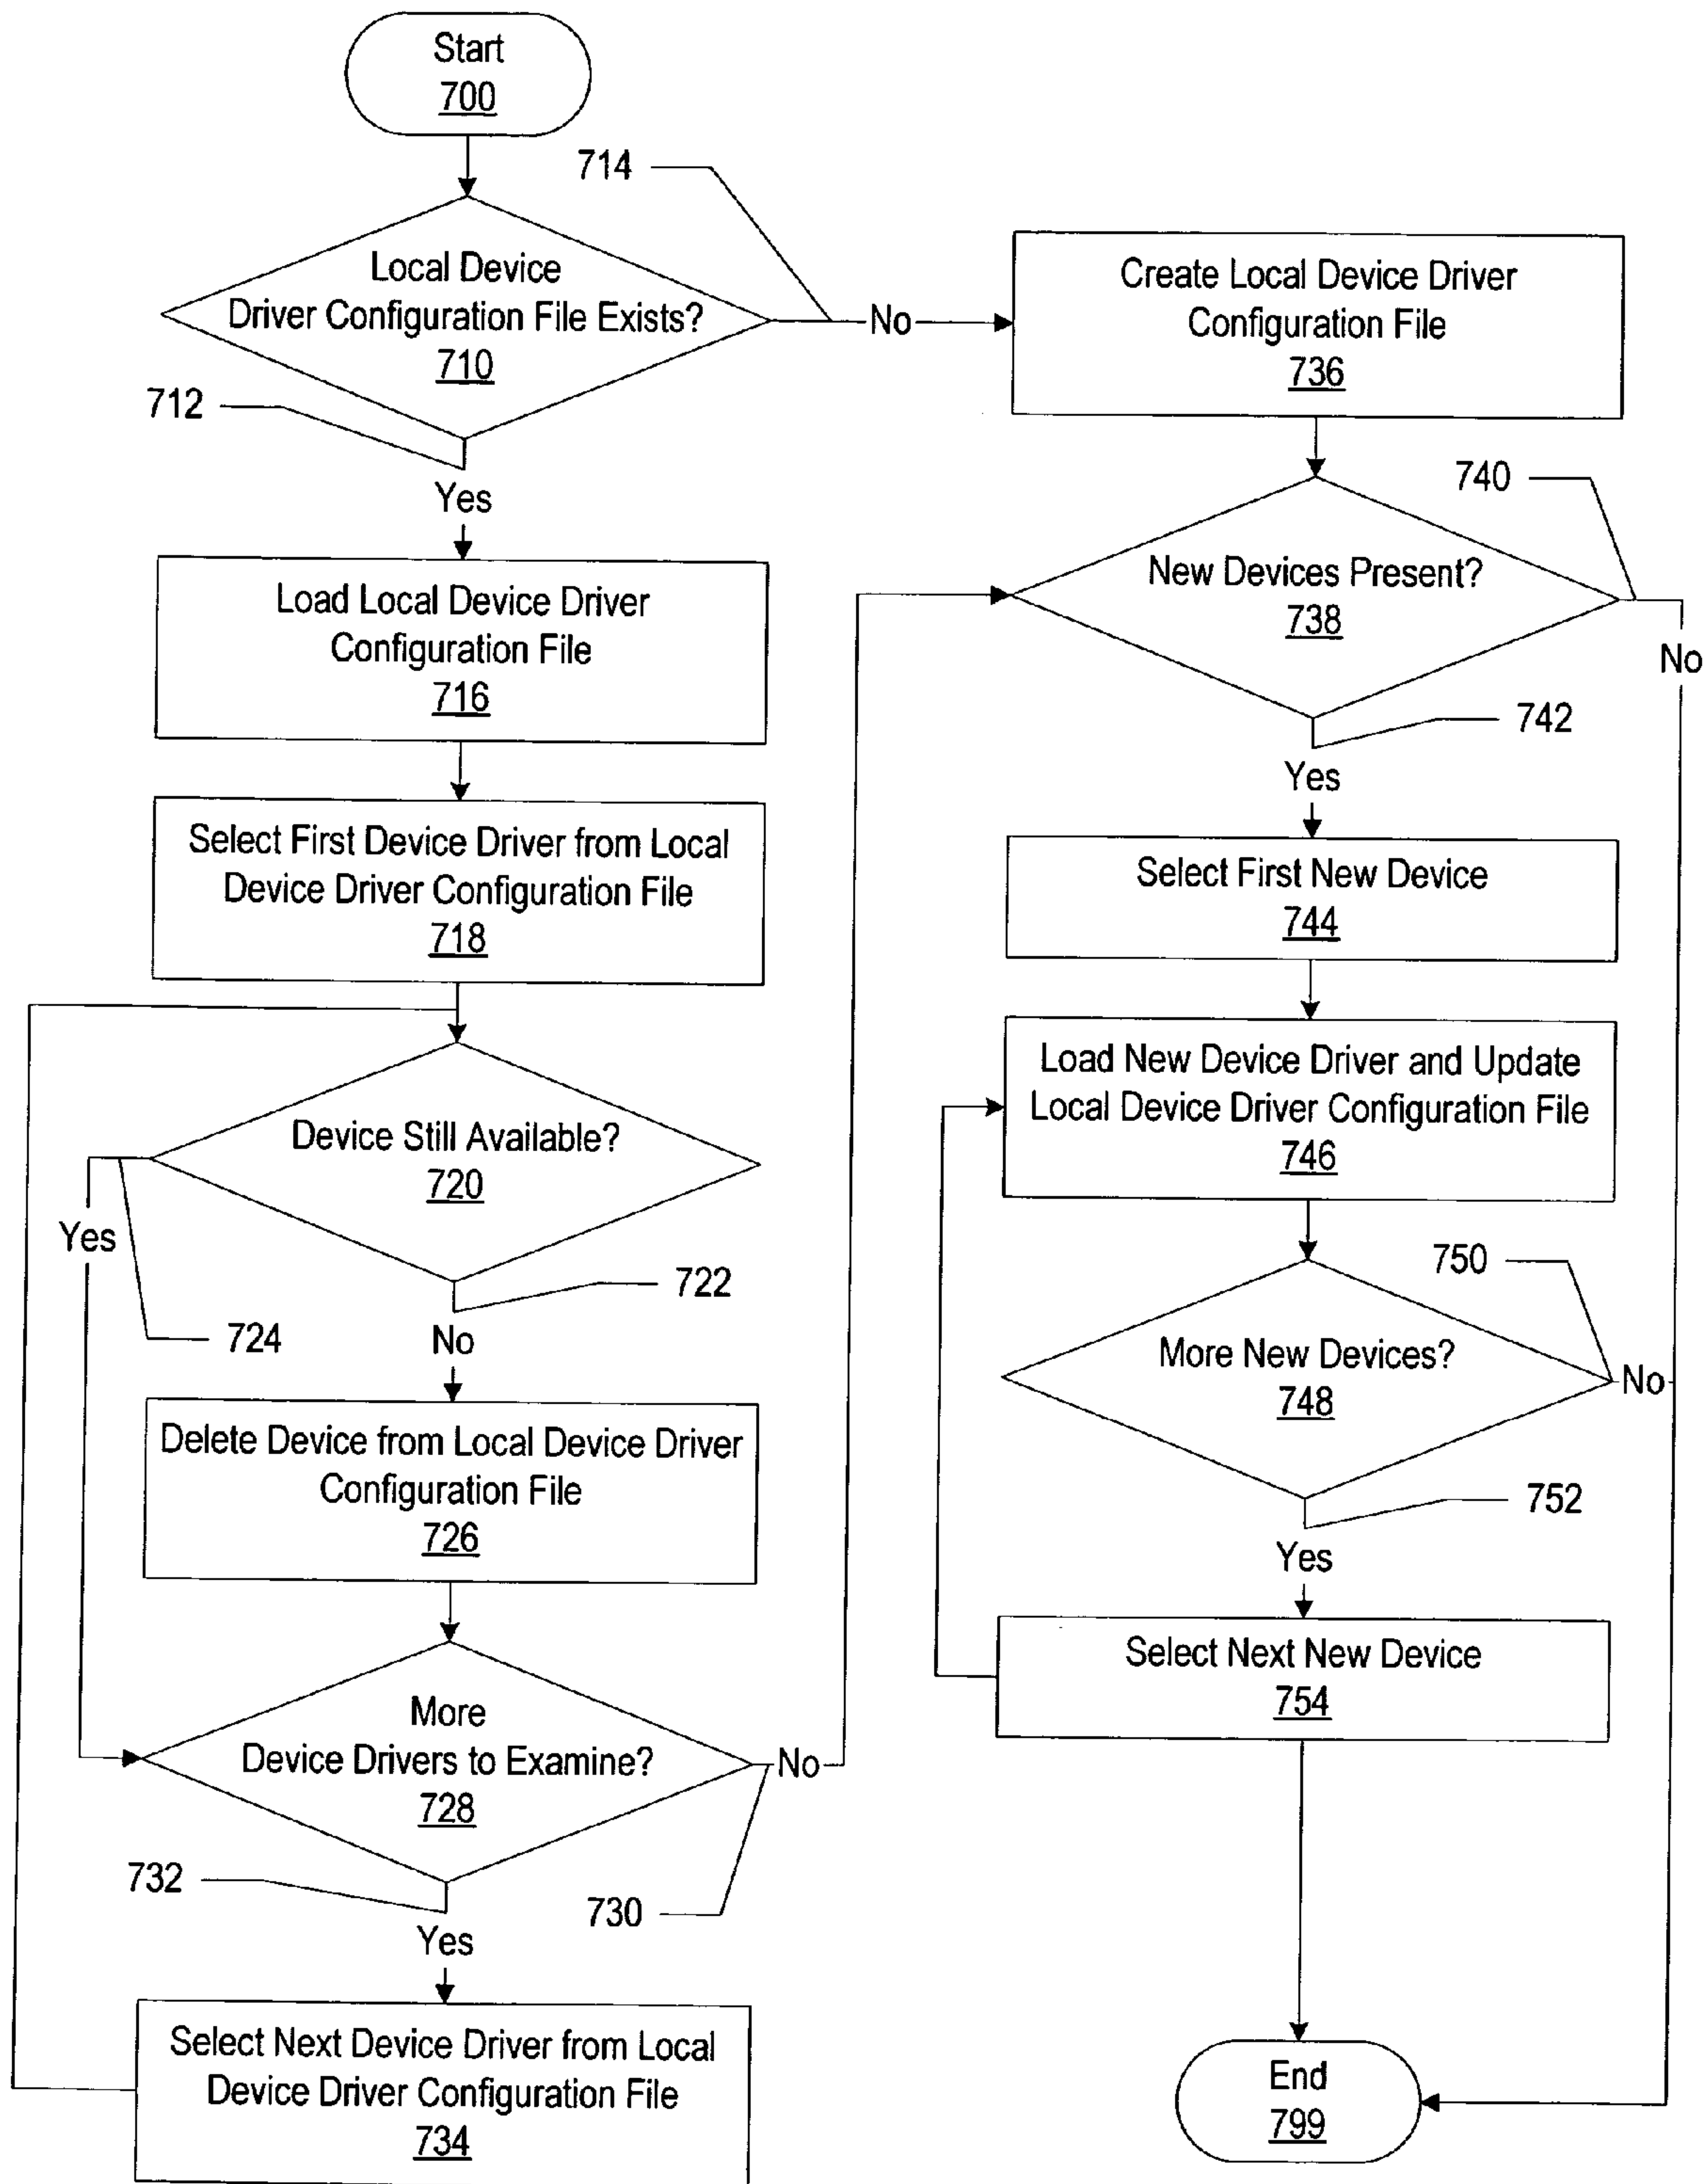 Start
700
714
Local Device
Driver Configuration File Exists?
710
No
Create Local Device Driver
Configuration File
736
712
Yes
740
Load Local Device Driver
Configuration File
716
New Devices Present?
738
No
742
Yes
Select First Device Driver from Local
Device Driver Configuration File
718
Select First New Device
744
Load New Device Driver and Update
Local Device Driver Configuration File
746
Device Still Available?
720
Yes
722
724
No
750
More New Devices?
748
No
Delete Device from Local Device Driver
Configuration File
726
752
Yes
Select Next New Device
754
More
Device Drivers to Examine?
728
No
732
730
Yes
Select Next Device Driver from Local
Device Driver Configuration File
734
End
799